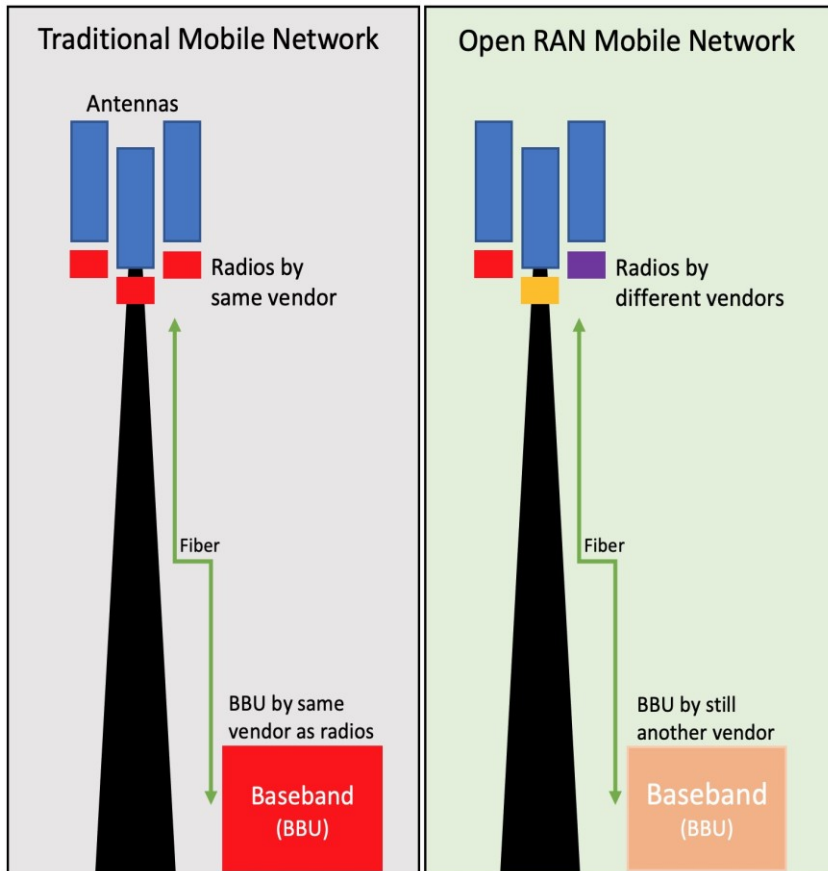 Traditional Mobile Network
Antennas
Radios by
same vendor
Fiber
BBU by same
vendor as radios
Baseband
(BBU)
Open RAN Mobile Network
Radios by
different vendors
Fiber
BBU by still
another vendor
Baseband
(BBU)